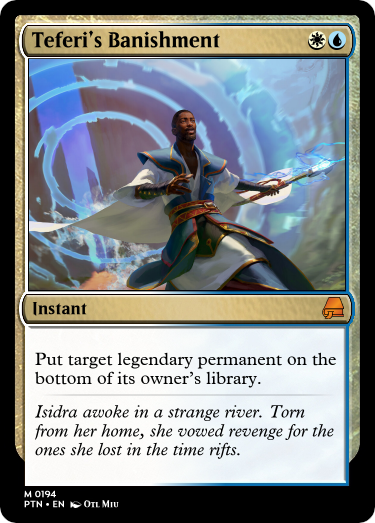 Teferi's Banishment
Instant
Put target legendary permanent on the
bottom of its owner's library.
Isidra awoke in a strange river. Torn
from her home, she vowed revenge for the
ones she lost in the time rifts.
M 0194
PTN • EN Otl Miu